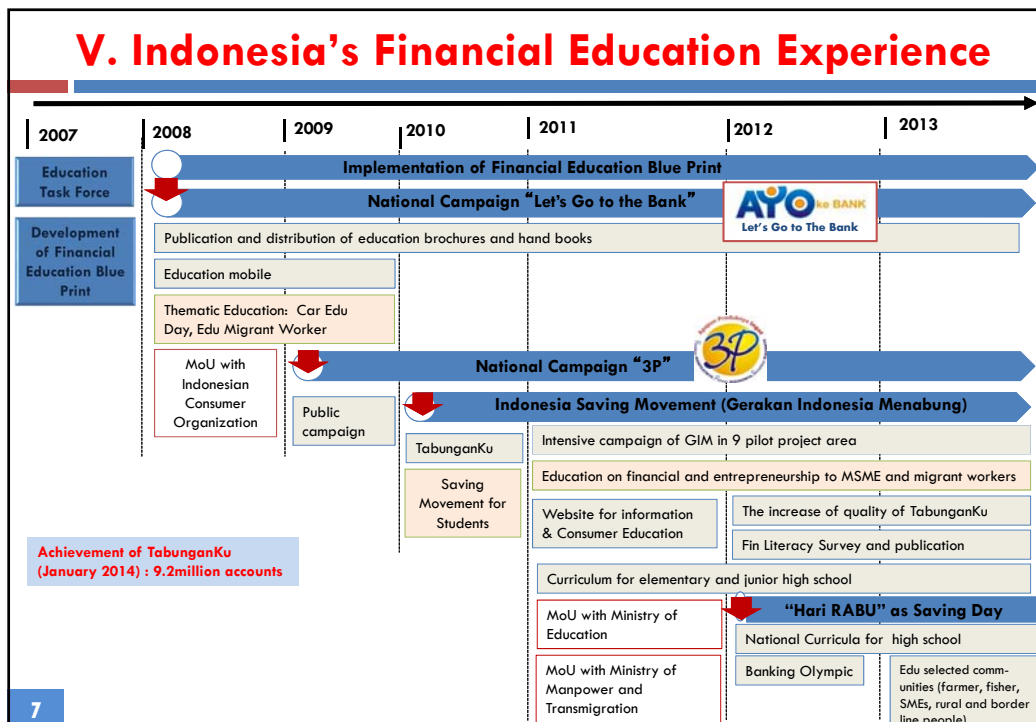 V. Indonesia's Financial Education Experience
2007
2008
2009
2010
2011
2012
2013
Education
Task Force
Implementation of Financial Education Blue Print
National Campaign "Let's Go to the Bank"
AYO ke BANK
Let's Go to The Bank
Development
of Financial
Education Blue
Print
Publication and distribution of education brochures and hand books
Education mobile
Thematic Education: Car Edu
Day, Edu Migrant Worker
MoU with
Indonesian
Consumer
Organization
National Campaign "3P"
3P
Public
campaign
Indonesia Saving Movement (Gerakan Indonesia Menabung)
TabunganKu
Saving
Movement for
Students
Intensive campaign of GIM in 9 pilot project area
Education on financial and entrepreneurship to MSME and migrant workers
Website for information
& Consumer Education
The increase of quality of TabunganKu
Fin Literacy Survey and publication
Achievement of TabunganKu
(January 2014) : 9.2million accounts
Curriculum for elementary and junior high school
"Hari RABU" as Saving Day
MoU with Ministry of
Education
National Curricula for high school
MoU with Ministry of
Manpower and
Transmigration
Banking Olympic
Edu selected comm-
unities (farmer, fisher,
SMEs, rural and border
line people)
7